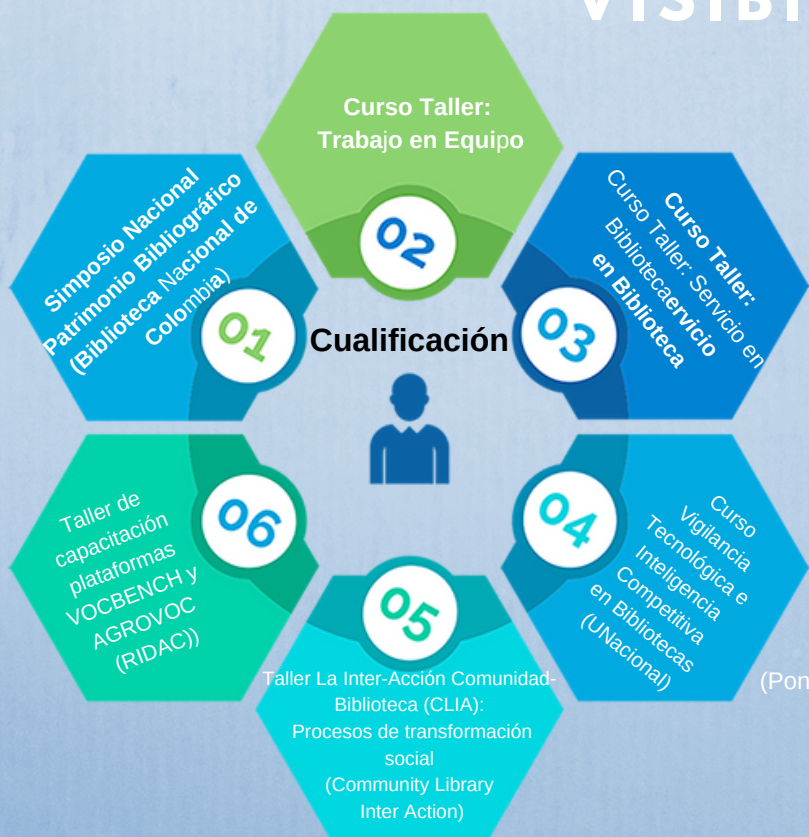 VISIBI
Curso Taller:
Trabajo en Equipo
02
Simposio Nacional
Patrimonio Bibliográfico
(Biblioteca Nacional de
Colombia)
01
Cualificación
Curso Taller:
Curso Taller: Servicio en
Bibliotecaervicio
en Biblioteca
03
Curso
Vigilancia
Tecnológica e
Inteligencia
Competitiva
en Bibliotecas
(UNacional)
04
(Pon
05
Taller La Inter-Acción Comunidad-
Biblioteca (CLIA):
Procesos de transformación
social
(Community Library
Inter Action)
06
Taller de
capacitación
plataformas
VOCBENCH y
AGROVOC
(RIDAC))